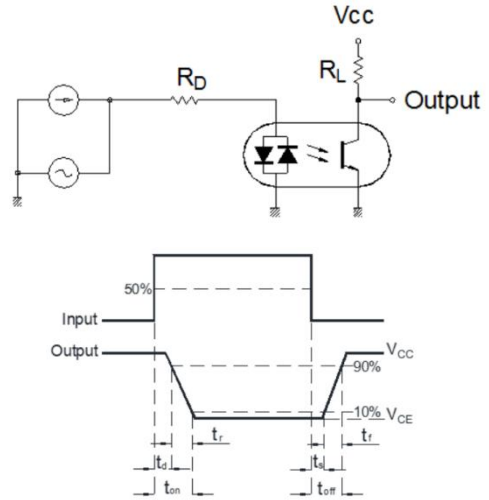 Vcc
RD
RL
Output
50%
Input
Output
VCC
90%
10%
VCE
tr
tf
td
ts
ton
toff